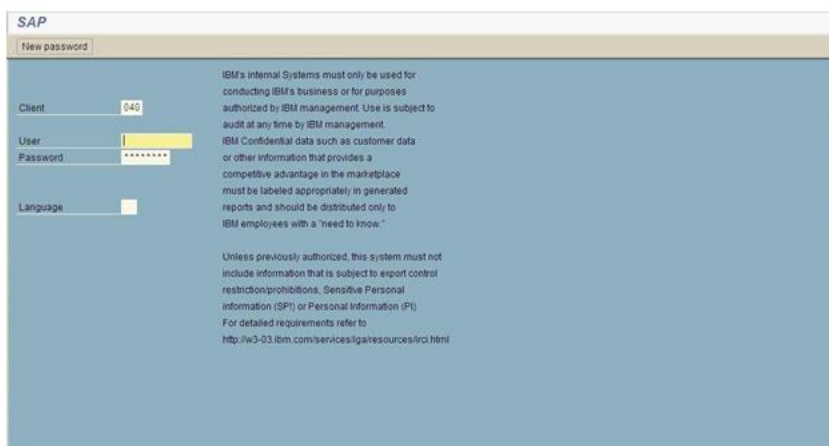 SAP
New password
IBM's internal Systems must only be used for
conducting IBM's business or for purposes
Client 040 authorized by IBM management. Use is subject to
audit at any time by IBM management.
User IBM Confidential data such as customer data
Password ******** or other information that provides a
competitive advantage in the marketplace
must be labeled appropriately in generated
Language reports and should be distributed only to
IBM employees with a "need to know."
Unless previously authorized, this system must not
include information that is subject to export control
restriction/prohibitions, Sensitive Personal
information (SPI) or Personal Information (PI)
For detailed requirements refer to
http://w3-03.ibm.com/services/iga/resources/irci.html